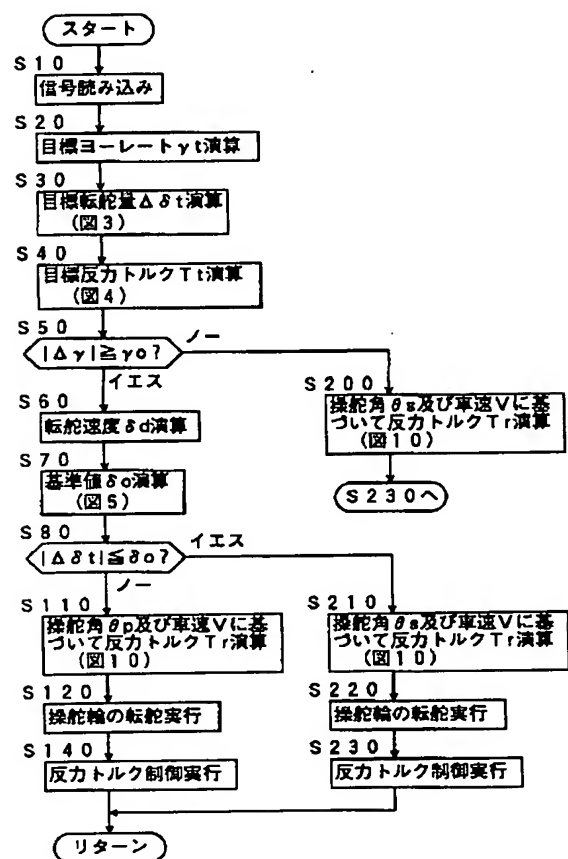 スタート
S10
信号読み込み
S20
目標ヨーレートγt演算
S30
目標転舵量Δδt演算
(図3)
S40
目標反力トルクTt演算
(図4)
S50
|Δγ|≧γo?
ノー
イエス
S200
操舵角θs及び車速Vに基
づいて反力トルクTr演算
(図10)
S230へ
S60
転舵速度δd演算
S70
基準値δo演算
(図5)
S80
|Δδt|≦δo?
イエス
ノー
S110
操舵角θp及び車速Vに基
づいて反力トルクTr演算
(図10)
S120
操舵輪の転舵実行
S140
反力トルク制御実行
S210
操舵角θs及び車速Vに基
づいて反力トルクTr演算
(図10)
S220
操舵輪の転舵実行
S230
反力トルク制御実行
リターン